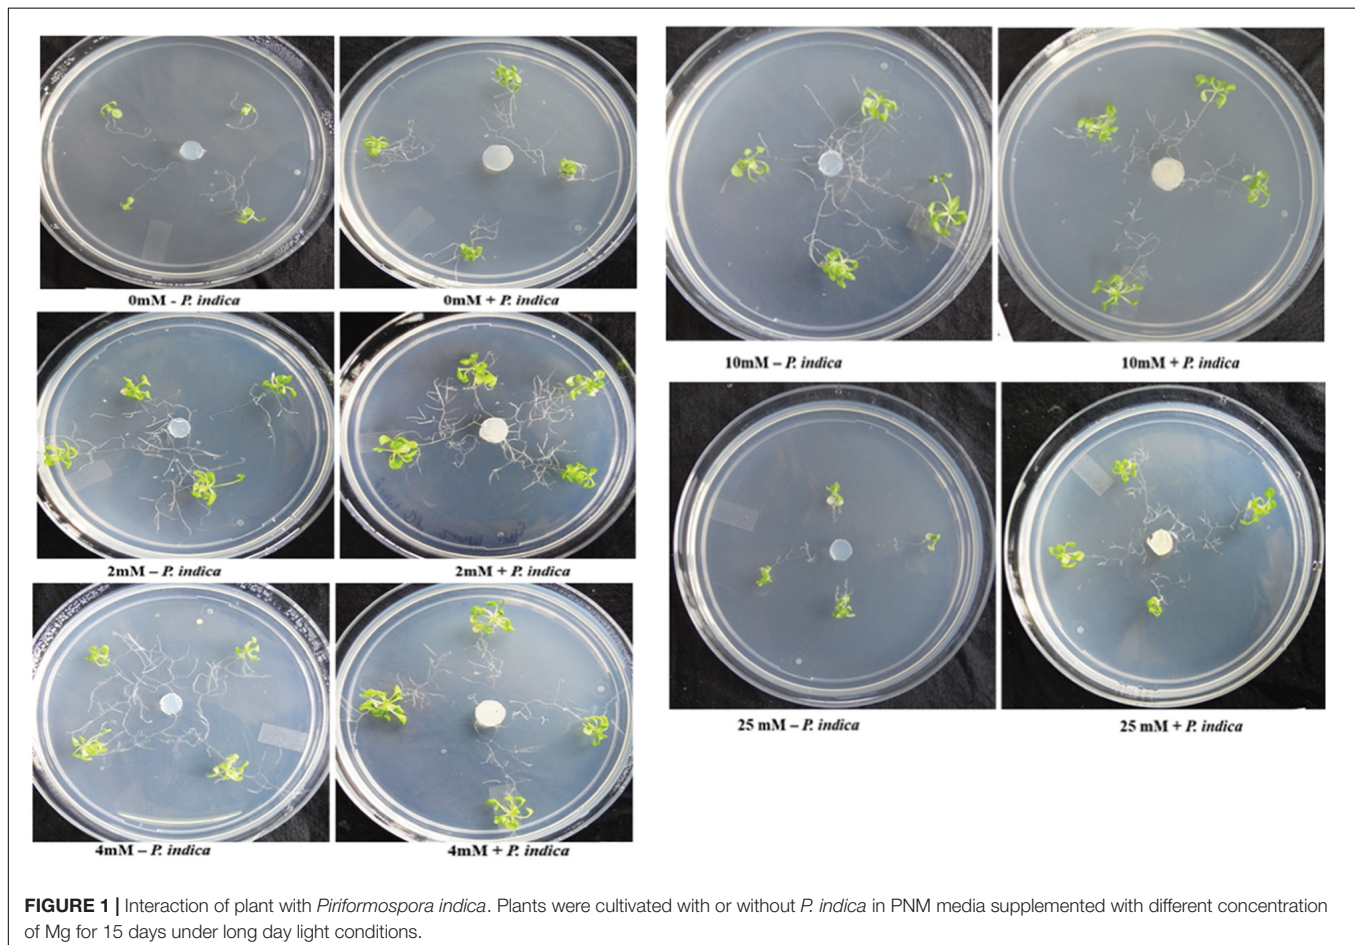 0mM - P. indica
0mM + P. indica
2mM – P. indica
2mM + P. indica
4mM – P. indica
4mM + P. indica
10mM – P. indica
10mM + P. indica
25 mM – P. indica
25 mM + P. indica
FIGURE 1 | Interaction of plant with Piriformospora indica. Plants were cultivated with or without P. indica in PNM media supplemented with different concentration
of Mg for 15 days under long day light conditions.